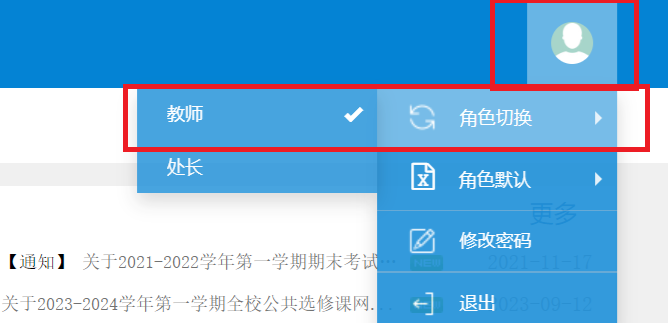 教师
角色切换
处长
角色默认
更多
修改密码
【通知】 关于2021-2022学年第一学期期末考试… 2021-11-17
退出
关于2023-2024学年第一学期全校公共选修课网... 2023-09-12